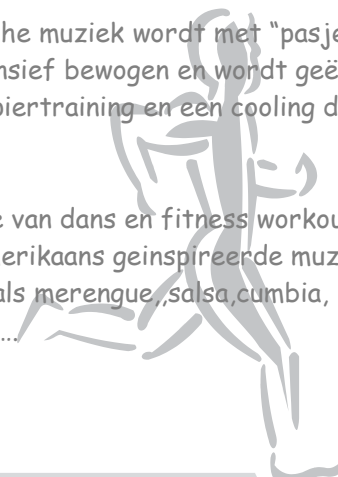 he muziek wordt met “pasje
nsief bewogen en wordt geë
piertraining en een cooling d
e van dans en fitness workou
erikaans geinspireerde muz
als merengue,,salsa,cumbia,
...